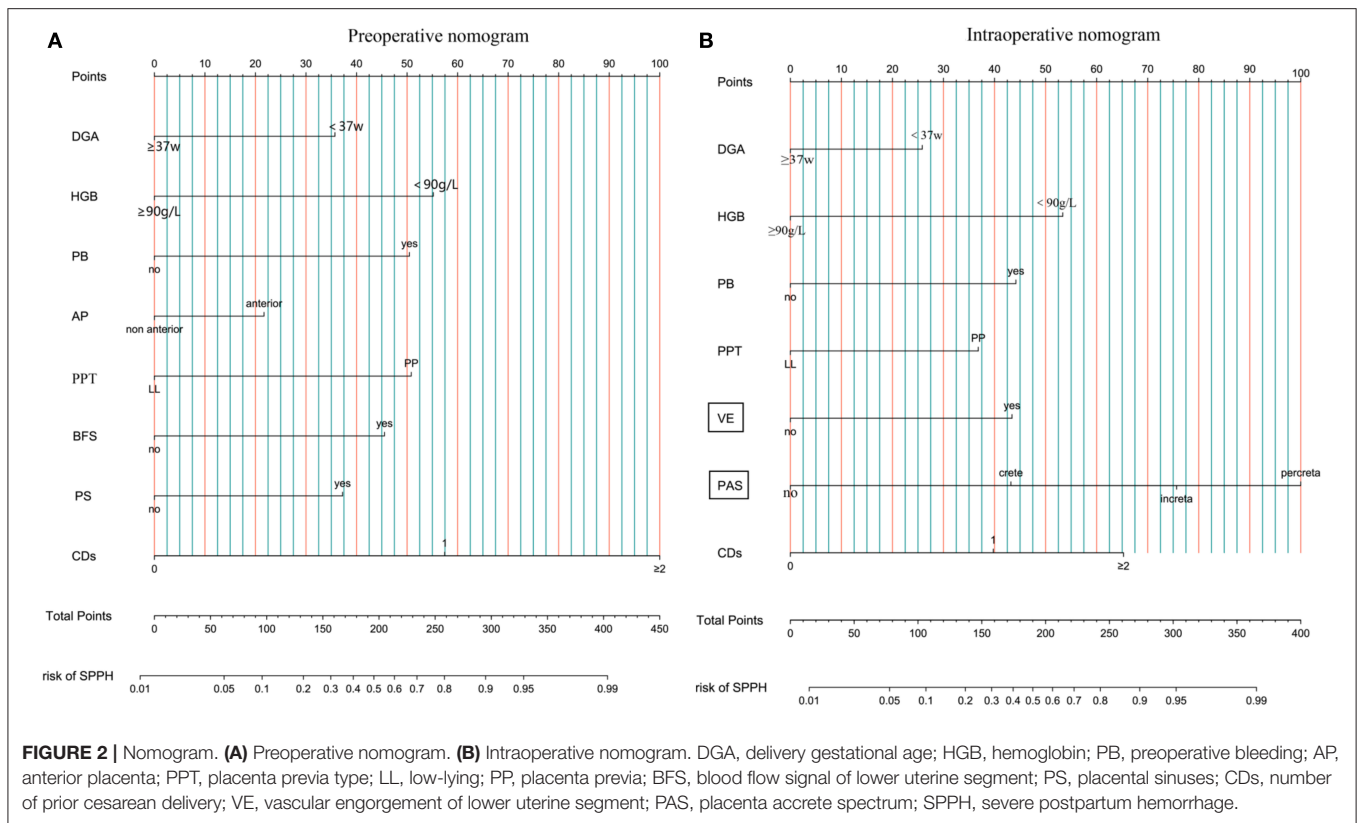 A
Preoperative nomogram
Points
0 10 20 30 40 50 60 70 80 90 100
DGA
< 37w
≥37w
HGB
< 90g/L
≥90g/L
PB
yes
no
AP
anterior
non anterior
PPT
PP
LL
BFS
yes
no
PS
yes
no
CDs
1
0
≥2
Total Points
0 50 100 150 200 250 300 350 400 450
risk of SPPH
0.01 0.05 0.1 0.2 0.3 0.4 0.5 0.6 0.7 0.8 0.9 0.95 0.99
B
Intraoperative nomogram
Points
0 10 20 30 40 50 60 70 80 90 100
DGA
< 37w
≥37w
HGB
< 90g/L
≥90g/L
PB
yes
no
PPT
PP
LL
VE
yes
no
PAS
no
crete
increta
percreta
CDs
1
0
≥2
Total Points
0 50 100 150 200 250 300 350 400
risk of SPPH
0.01 0.05 0.1 0.2 0.3 0.4 0.5 0.6 0.7 0.8 0.9 0.95 0.99
FIGURE 2 | Nomogram. (A) Preoperative nomogram. (B) Intraoperative nomogram. DGA, delivery gestational age; HGB, hemoglobin; PB, preoperative bleeding; AP,
anterior placenta; PPT, placenta previa type; LL, low-lying; PP, placenta previa; BFS, blood flow signal of lower uterine segment; PS, placental sinuses; CDs, number
of prior cesarean delivery; VE, vascular engorgement of lower uterine segment; PAS, placenta accrete spectrum; SPPH, severe postpartum hemorrhage.